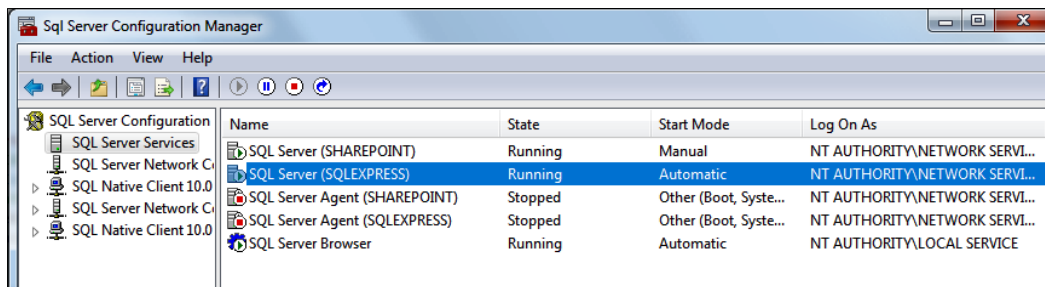 Sql Server Configuration Manager
File Action View Help
SQL Server Configuration
SQL Server Services
SQL Server Network C
SQL Native Client 10.0
SQL Server Network C
SQL Native Client 10.0
Name State Start Mode Log On As
SQL Server (SHAREPOINT) Running Manual NT AUTHORITY\NETWORK SERVI...
SQL Server (SQLEXPRESS) Running Automatic NT AUTHORITY\NETWORK SERVI...
SQL Server Agent (SHAREPOINT) Stopped Other (Boot, Syste... NT AUTHORITY\NETWORK SERVI...
SQL Server Agent (SQLEXPRESS) Stopped Other (Boot, Syste... NT AUTHORITY\NETWORK SERVI...
SQL Server Browser Running Automatic NT AUTHORITY\LOCAL SERVICE